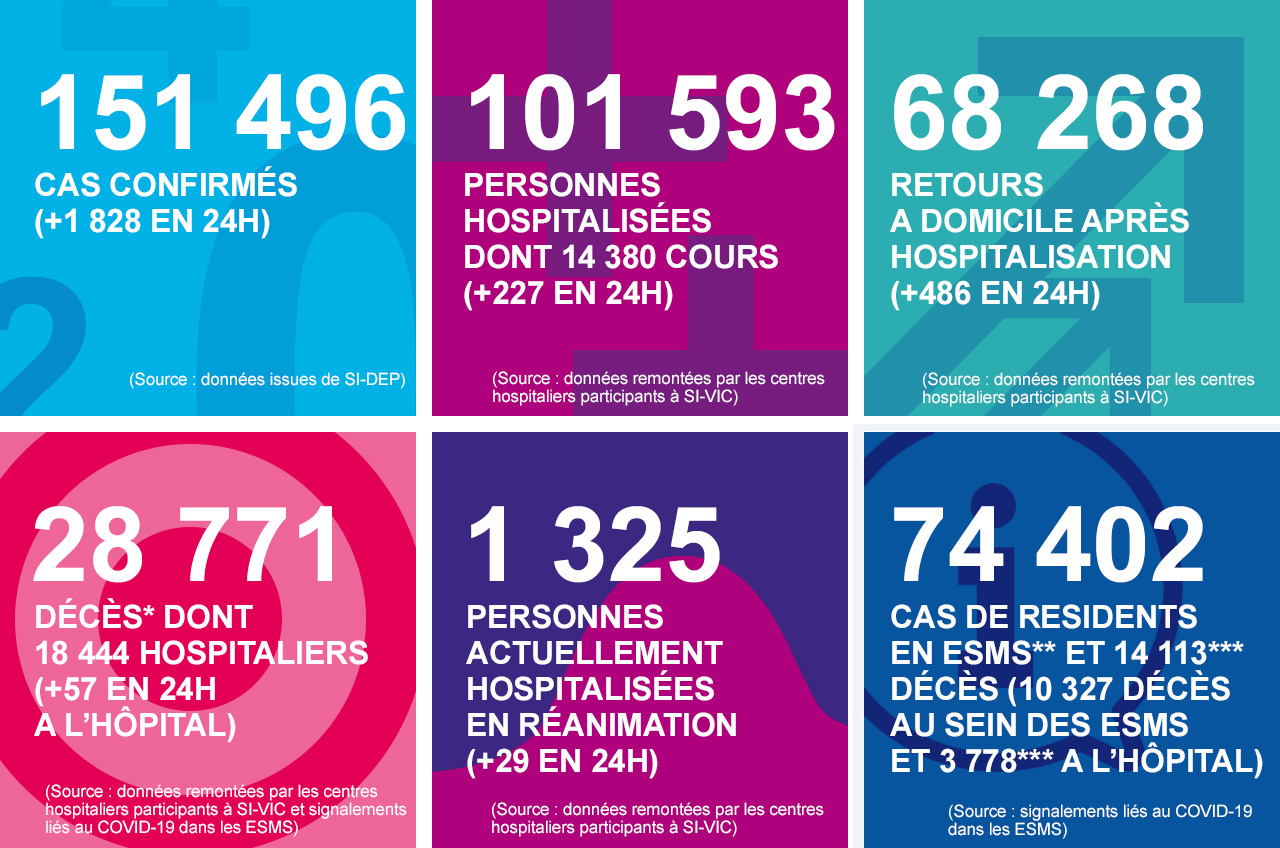 151 496
CAS CONFIRMÉS
(+1 828 EN 24H)
(Source : données issues de SI-DEP)
101 593
PERSONNES
HOSPITALISÉES
DONT 14 380 COURS
(+227 EN 24H)
(Source : données remontées par les centres
hospitaliers participants à SI-VIC)
68 268
RETOURS
A DOMICILE APRÈS
HOSPITALISATION
(+486 EN 24H)
(Source : données remontées par les centres
hospitaliers participants à SI-VIC)
28 771
DÉCÈS* DONT
18 444 HOSPITALIERS
(+57 EN 24H
A L’HÔPITAL)
(Source : données remontées par les centres
hospitaliers participants à SI-VIC et signalements
liés au COVID-19 dans les ESMS)
1 325
PERSONNES
ACTUELLEMENT
HOSPITALISÉES
EN RÉANIMATION
(+29 EN 24H)
(Source : données remontées par les centres
hospitaliers participants à SI-VIC)
74 402
CAS DE RESIDENTS
EN ESMS** ET 14 113***
DÉCÈS (10 327 DÉCÈS
AU SEIN DES ESMS
ET 3 778*** A L’HÔPITAL)
(Source : signalements liés au COVID-19
dans les ESMS)